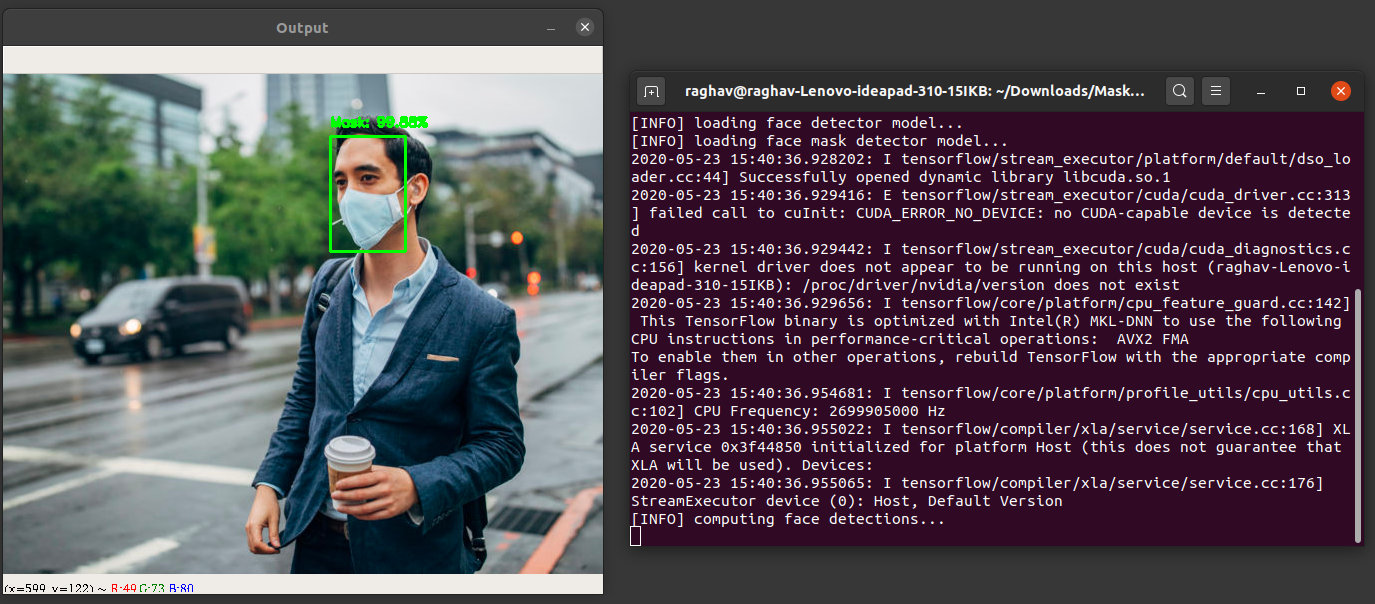 Output
Mask: 99.88%
(x=599, y=122) ~ R:49 G:73 B:80
raghav@raghav-Lenovo-ideapad-310-15IKB: ~/Downloads/Mask...
[INFO] loading face detector model...
[INFO] loading face mask detector model...
2020-05-23 15:40:36.928202: I tensorflow/stream_executor/platform/default/dso_lo
ader.cc:44] Successfully opened dynamic library libcuda.so.1
2020-05-23 15:40:36.929416: E tensorflow/stream_executor/cuda/cuda_driver.cc:313
] failed call to cuInit: CUDA_ERROR_NO_DEVICE: no CUDA-capable device is detecte
d
2020-05-23 15:40:36.929442: I tensorflow/stream_executor/cuda/cuda_diagnostics.c
c:156] kernel driver does not appear to be running on this host (raghav-Lenovo-i
deapad-310-15IKB): /proc/driver/nvidia/version does not exist
2020-05-23 15:40:36.929656: I tensorflow/core/platform/cpu_feature_guard.cc:142]
 This TensorFlow binary is optimized with Intel(R) MKL-DNN to use the following
CPU instructions in performance-critical operations:  AVX2 FMA
To enable them in other operations, rebuild TensorFlow with the appropriate comp
iler flags.
2020-05-23 15:40:36.954681: I tensorflow/core/platform/profile_utils/cpu_utils.c
c:102] CPU Frequency: 2699905000 Hz
2020-05-23 15:40:36.955022: I tensorflow/compiler/xla/service/service.cc:168] XL
A service 0x3f44850 initialized for platform Host (this does not guarantee that
XLA will be used). Devices:
2020-05-23 15:40:36.955065: I tensorflow/compiler/xla/service/service.cc:176]
StreamExecutor device (0): Host, Default Version
[INFO] computing face detections...